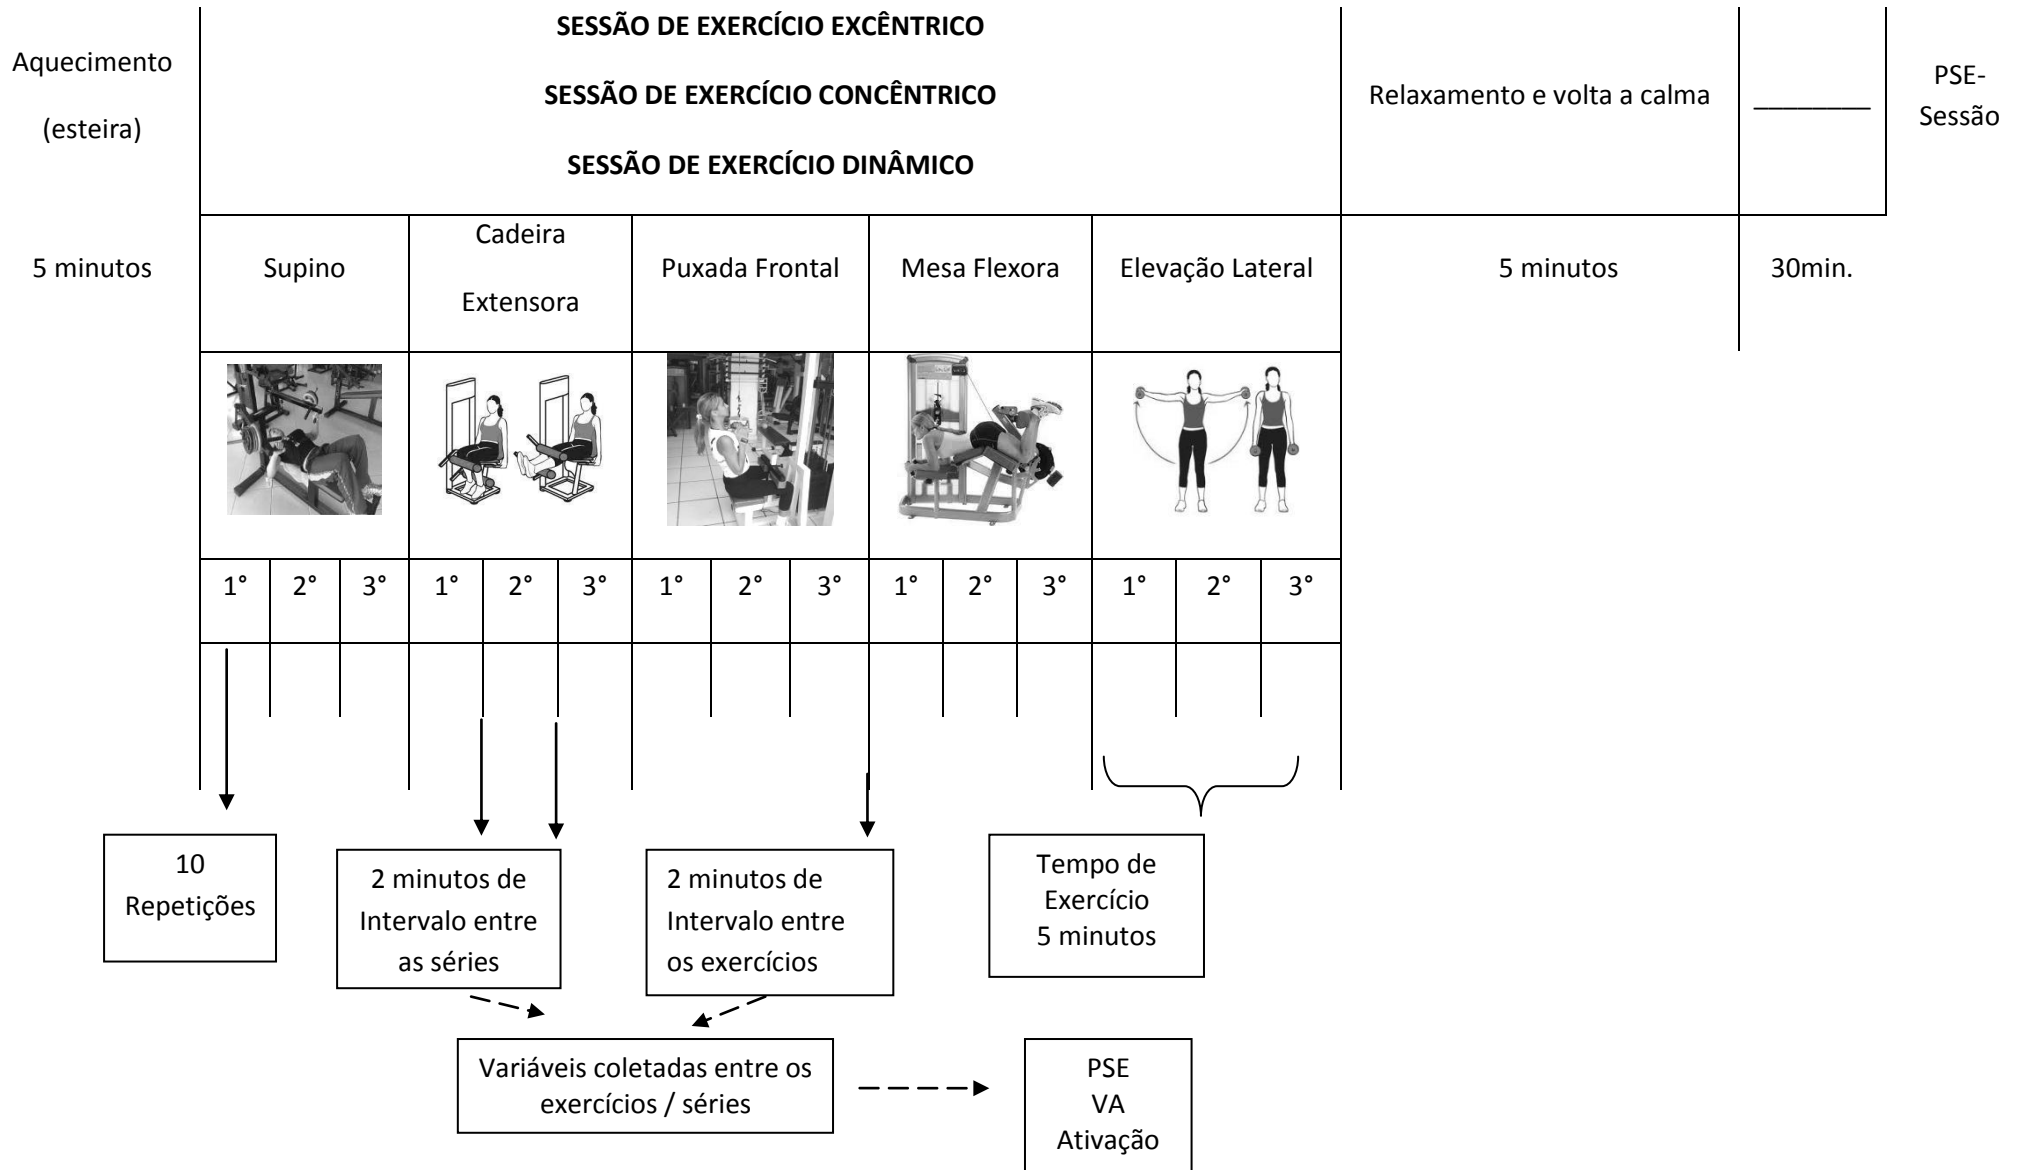 SESSÃO DE EXERCÍCIO EXCÊNTRICO
SESSÃO DE EXERCÍCIO CONCÊNTRICO
SESSÃO DE EXERCÍCIO DINÂMICO
Aquecimento
(esteira)
Relaxamento e volta a calma
________
PSE-
Sessão
5 minutos
Supino
Cadeira
Extensora
Puxada Frontal
Mesa Flexora
Elevação Lateral
5 minutos
30min.
1° 2° 3° 1° 2° 3° 1° 2° 3° 1° 2° 3° 1° 2° 3°
10
Repetições
2 minutos de
Intervalo entre
as séries
2 minutos de
Intervalo entre
os exercícios
Tempo de
Exercício
5 minutos
Variáveis coletadas entre os
exercícios / séries
PSE
VA
Ativação